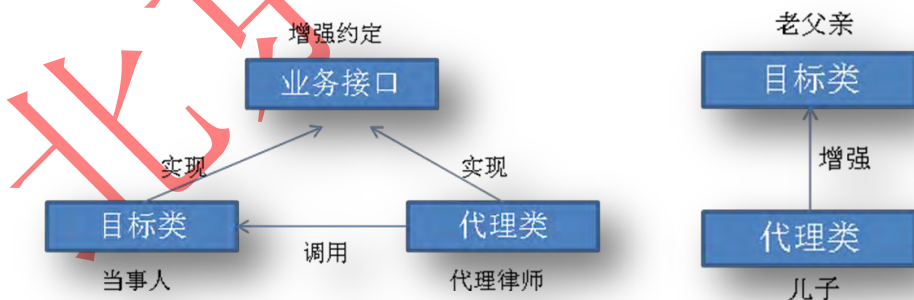 增强约定
业务接口
实现
实现
目标类
调用
代理类
当事人
代理律师
老父亲
目标类
增强
代理类
儿子
北京